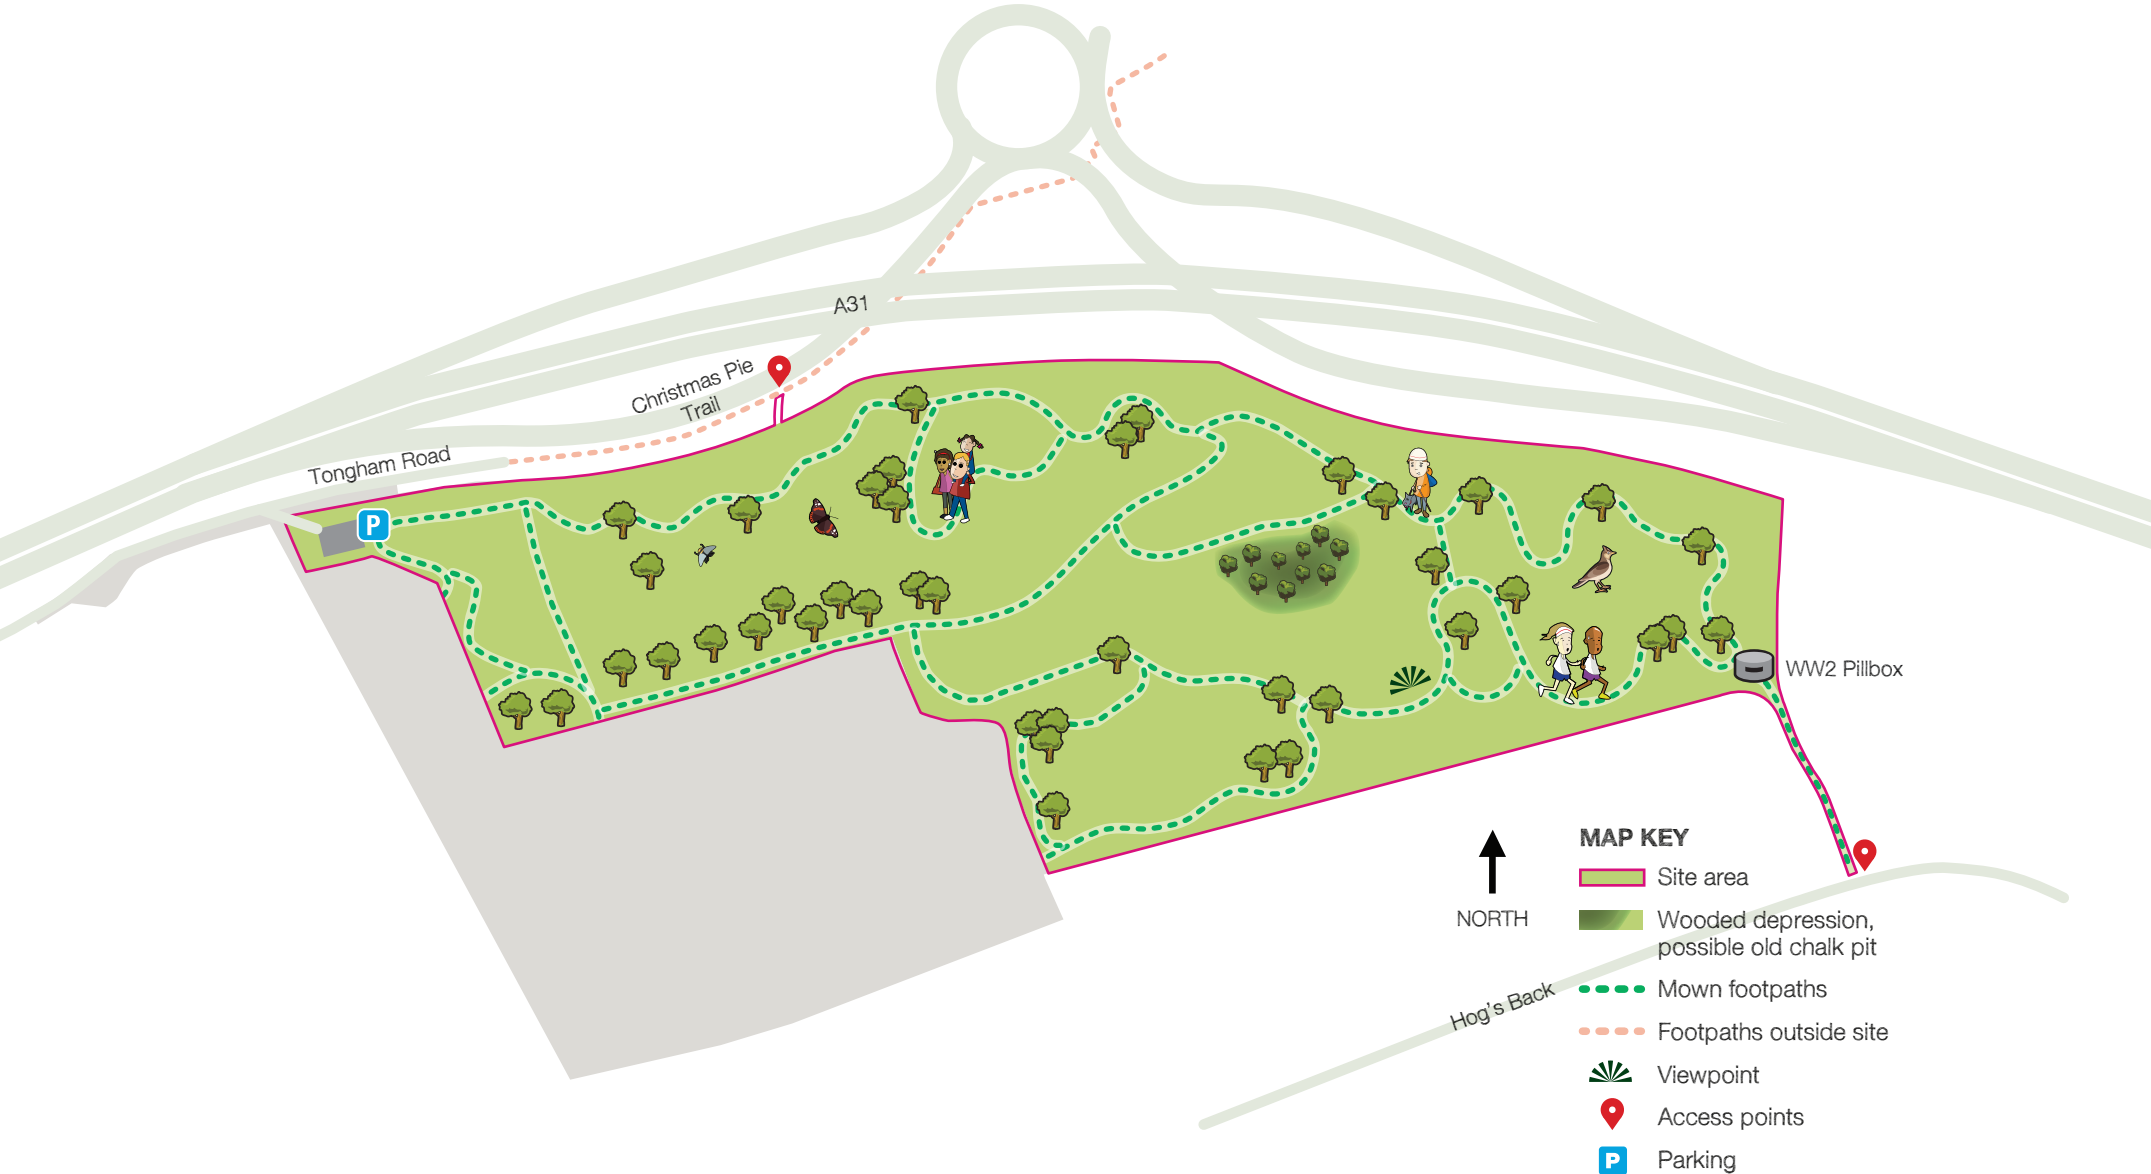 A31
Christmas Pie
Trail
Tongham Road
P
WW2 Pillbox
NORTH
Hog's Back
MAP KEY
Site area
Wooded depression,
possible old chalk pit
Mown footpaths
Footpaths outside site
Viewpoint
Access points
P Parking